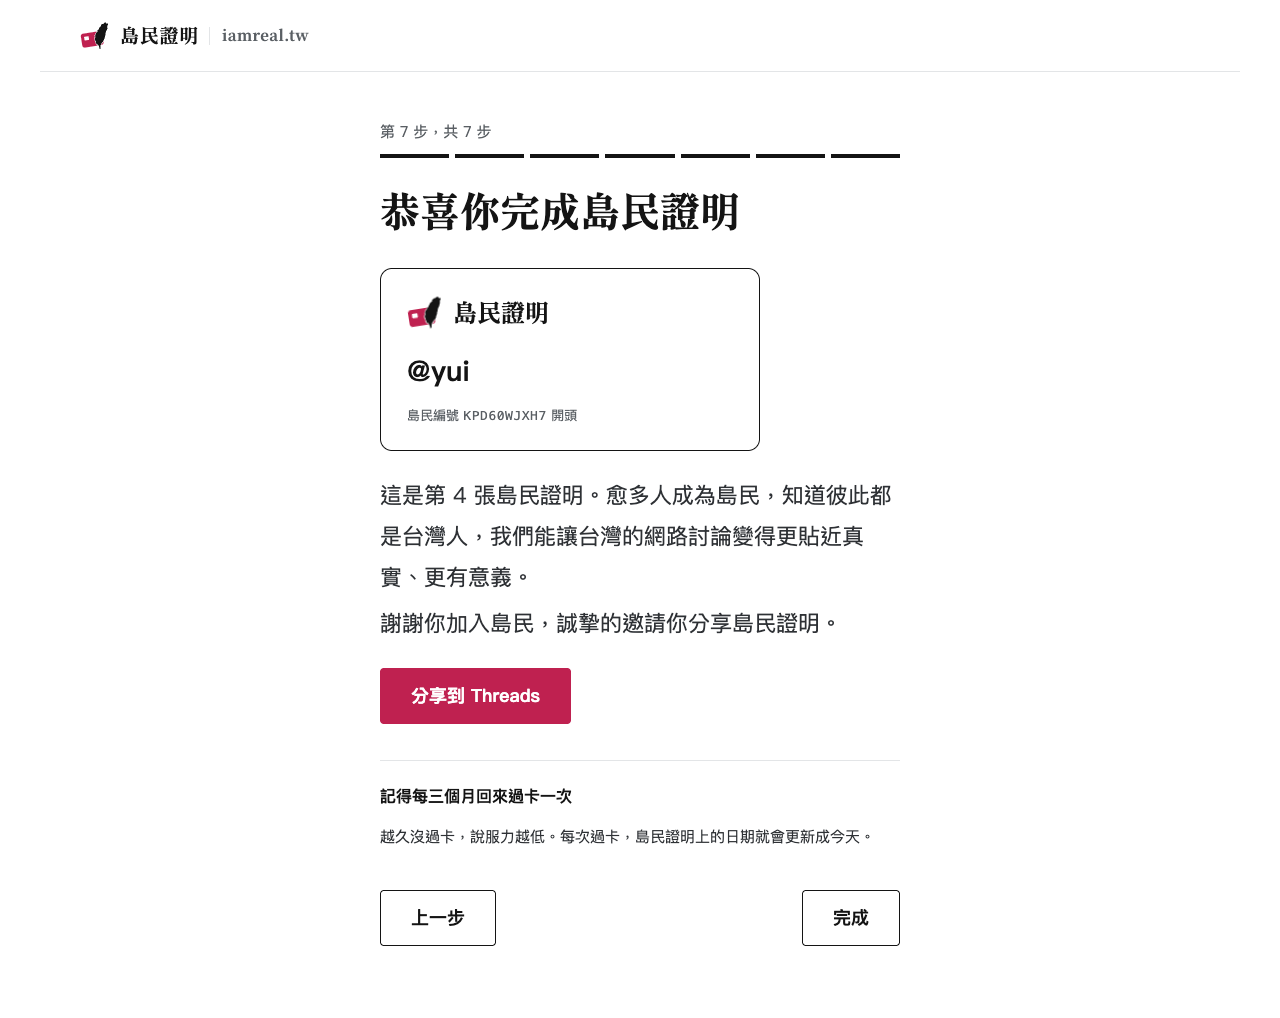 島民證明 iamreal.tw
第 7 步，共 7 步
恭喜你完成島民證明
島民證明
@yui
島民編號 KPD60WJXH7 開頭
這是第 4 張島民證明。愈多人成為島民，知道彼此都
是台灣人，我們能讓台灣的網路討論變得更貼近真
實、更有意義。
謝謝你加入島民，誠摯的邀請你分享島民證明。
分享到 Threads
記得每三個月回來過卡一次
越久沒過卡，說服力越低。每次過卡，島民證明上的日期就會更新成今天。
上一步
完成